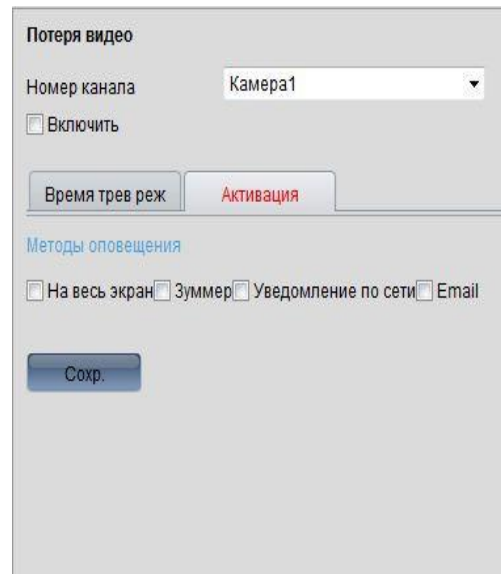 Потеря видео
Номер канала Камера1
Включить
Время трев реж Активация
Методы оповещения
На весь экран Зуммер Уведомление по сети Email
Сохр.